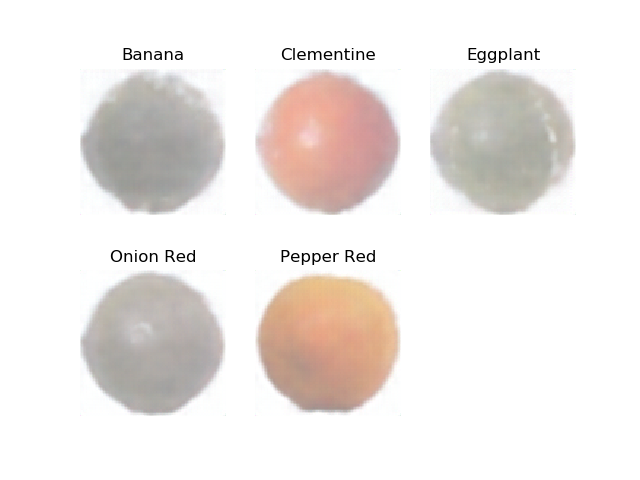 Banana
Clementine
Eggplant
Onion Red
Pepper Red